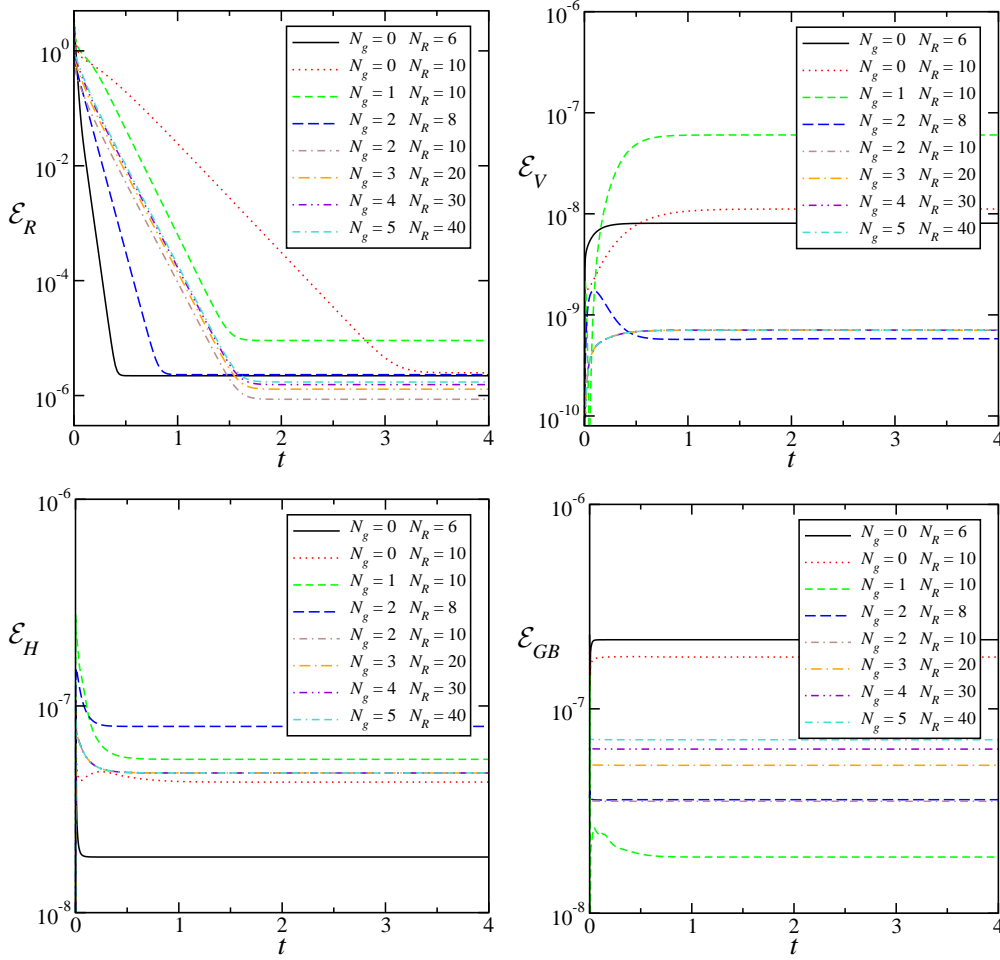 10^0
10^-2
10^-4
10^-6
ℰ_R
N_g = 0 N_R = 6
N_g = 0 N_R = 10
N_g = 1 N_R = 10
N_g = 2 N_R = 8
N_g = 2 N_R = 10
N_g = 3 N_R = 20
N_g = 4 N_R = 30
N_g = 5 N_R = 40
0 1 2 3 4
t
10^-6
10^-7
10^-8
10^-9
10^-10
ℰ_V
N_g = 0 N_R = 6
N_g = 0 N_R = 10
N_g = 1 N_R = 10
N_g = 2 N_R = 8
N_g = 2 N_R = 10
N_g = 3 N_R = 20
N_g = 4 N_R = 30
N_g = 5 N_R = 40
0 1 2 3 4
t
10^-6
10^-7
10^-8
ℰ_H
N_g = 0 N_R = 6
N_g = 0 N_R = 10
N_g = 1 N_R = 10
N_g = 2 N_R = 8
N_g = 2 N_R = 10
N_g = 3 N_R = 20
N_g = 4 N_R = 30
N_g = 5 N_R = 40
0 1 2 3 4
t
10^-6
10^-7
10^-8
ℰ_GB
N_g = 0 N_R = 6
N_g = 0 N_R = 10
N_g = 1 N_R = 10
N_g = 2 N_R = 8
N_g = 2 N_R = 10
N_g = 3 N_R = 20
N_g = 4 N_R = 30
N_g = 5 N_R = 40
0 1 2 3 4
t